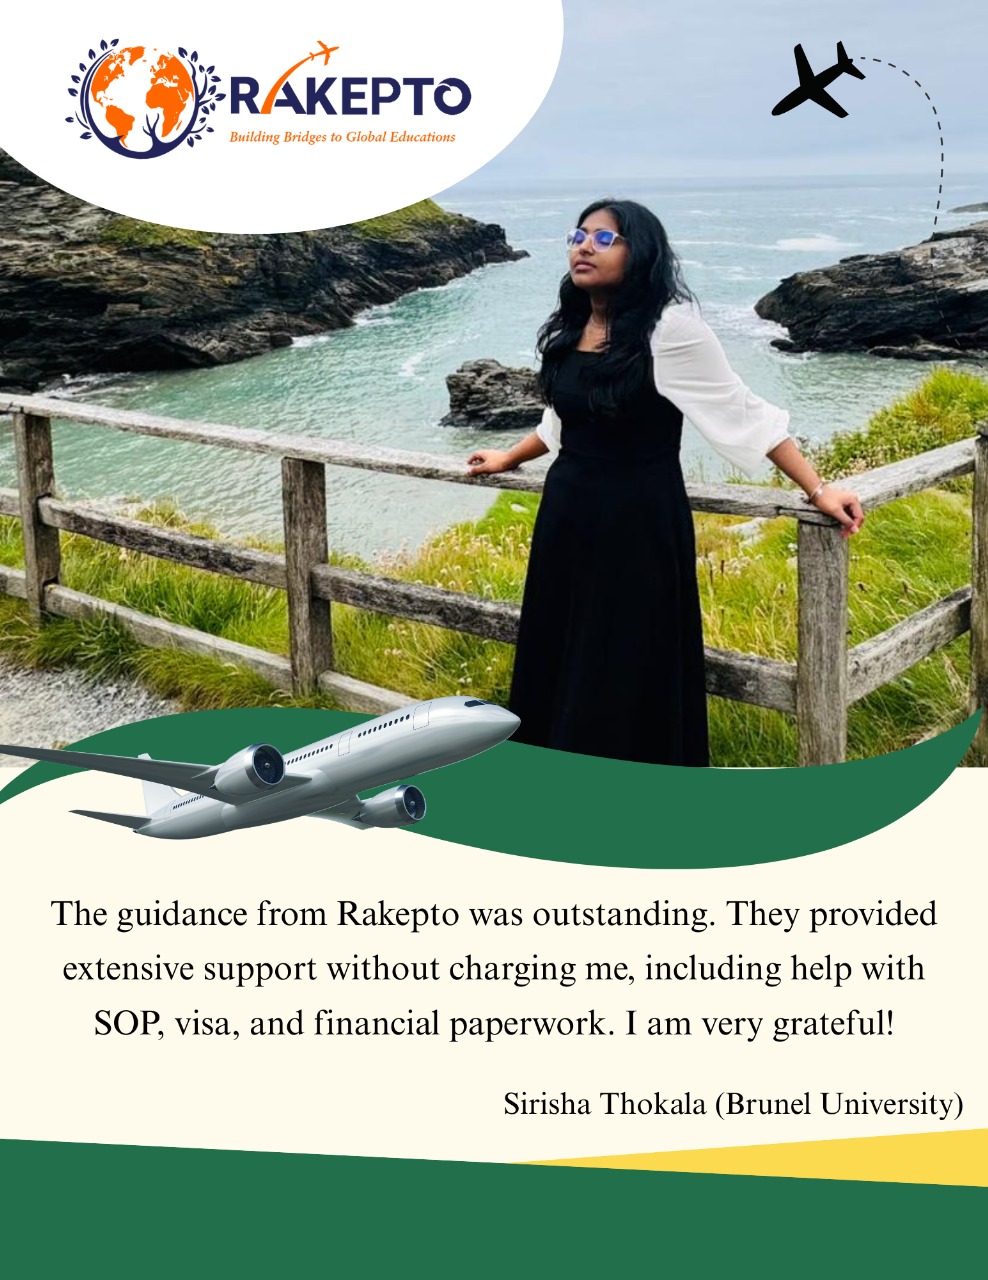 RAKEPTO
Building Bridges to Global Educations
The guidance from Rakepto was outstanding. They provided
extensive support without charging me, including help with
SOP, visa, and financial paperwork. I am very grateful!
Sirisha Thokala (Brunel University)